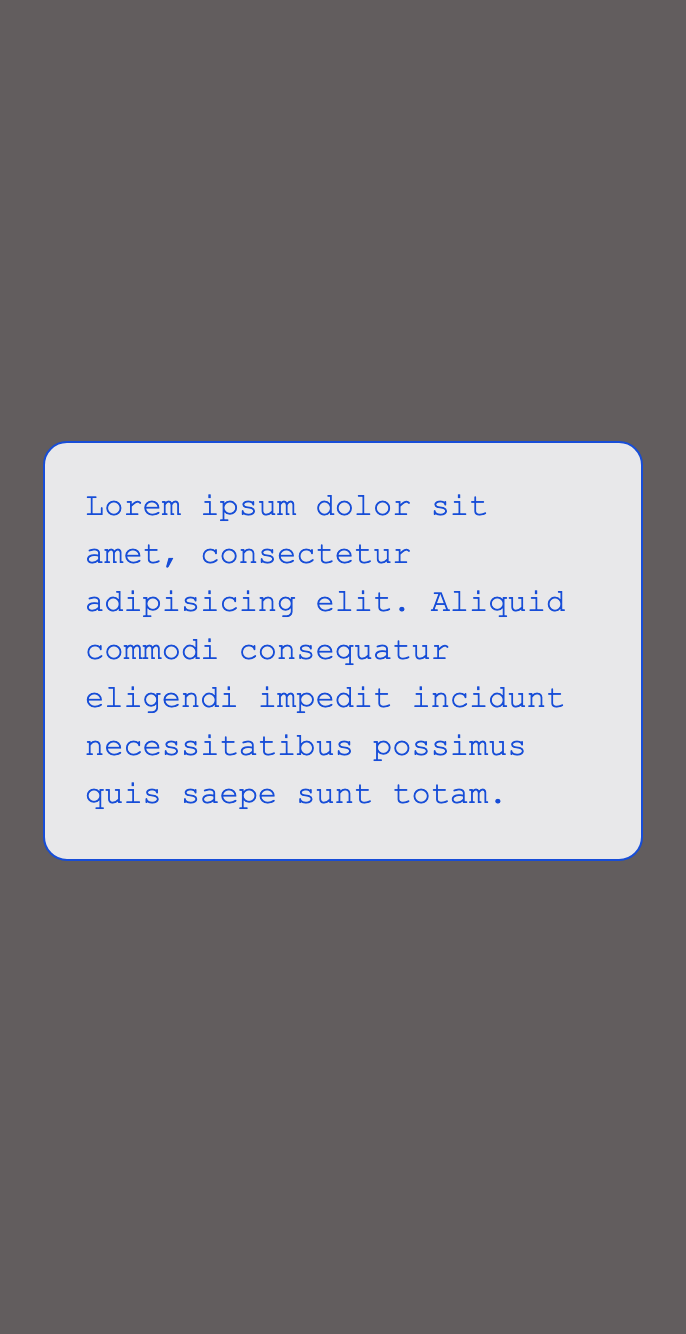 Lorem ipsum dolor sit
amet, consectetur
adipisicing elit. Aliquid
commodi consequatur
eligendi impedit incidunt
necessitatibus possimus
quis saepe sunt totam.